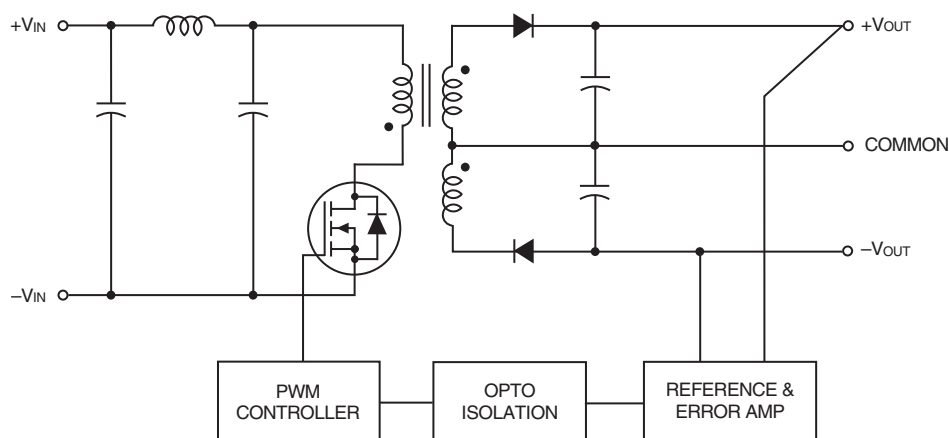 +VIN
+VOUT
COMMON
–VOUT
–VIN
PWM
CONTROLLER
OPTO
ISOLATION
REFERENCE &
ERROR AMP